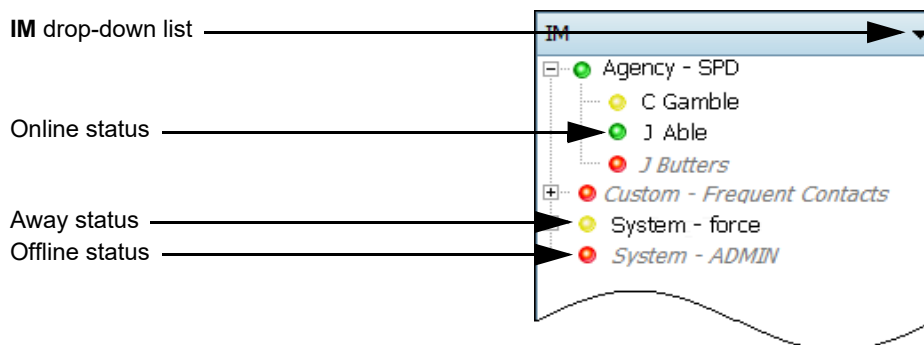 IM drop-down list
IM
Agency - SPD
C Gamble
Online status
J Able
J Butters
Custom - Frequent Contacts
Away status
System - force
Offline status
System - ADMIN